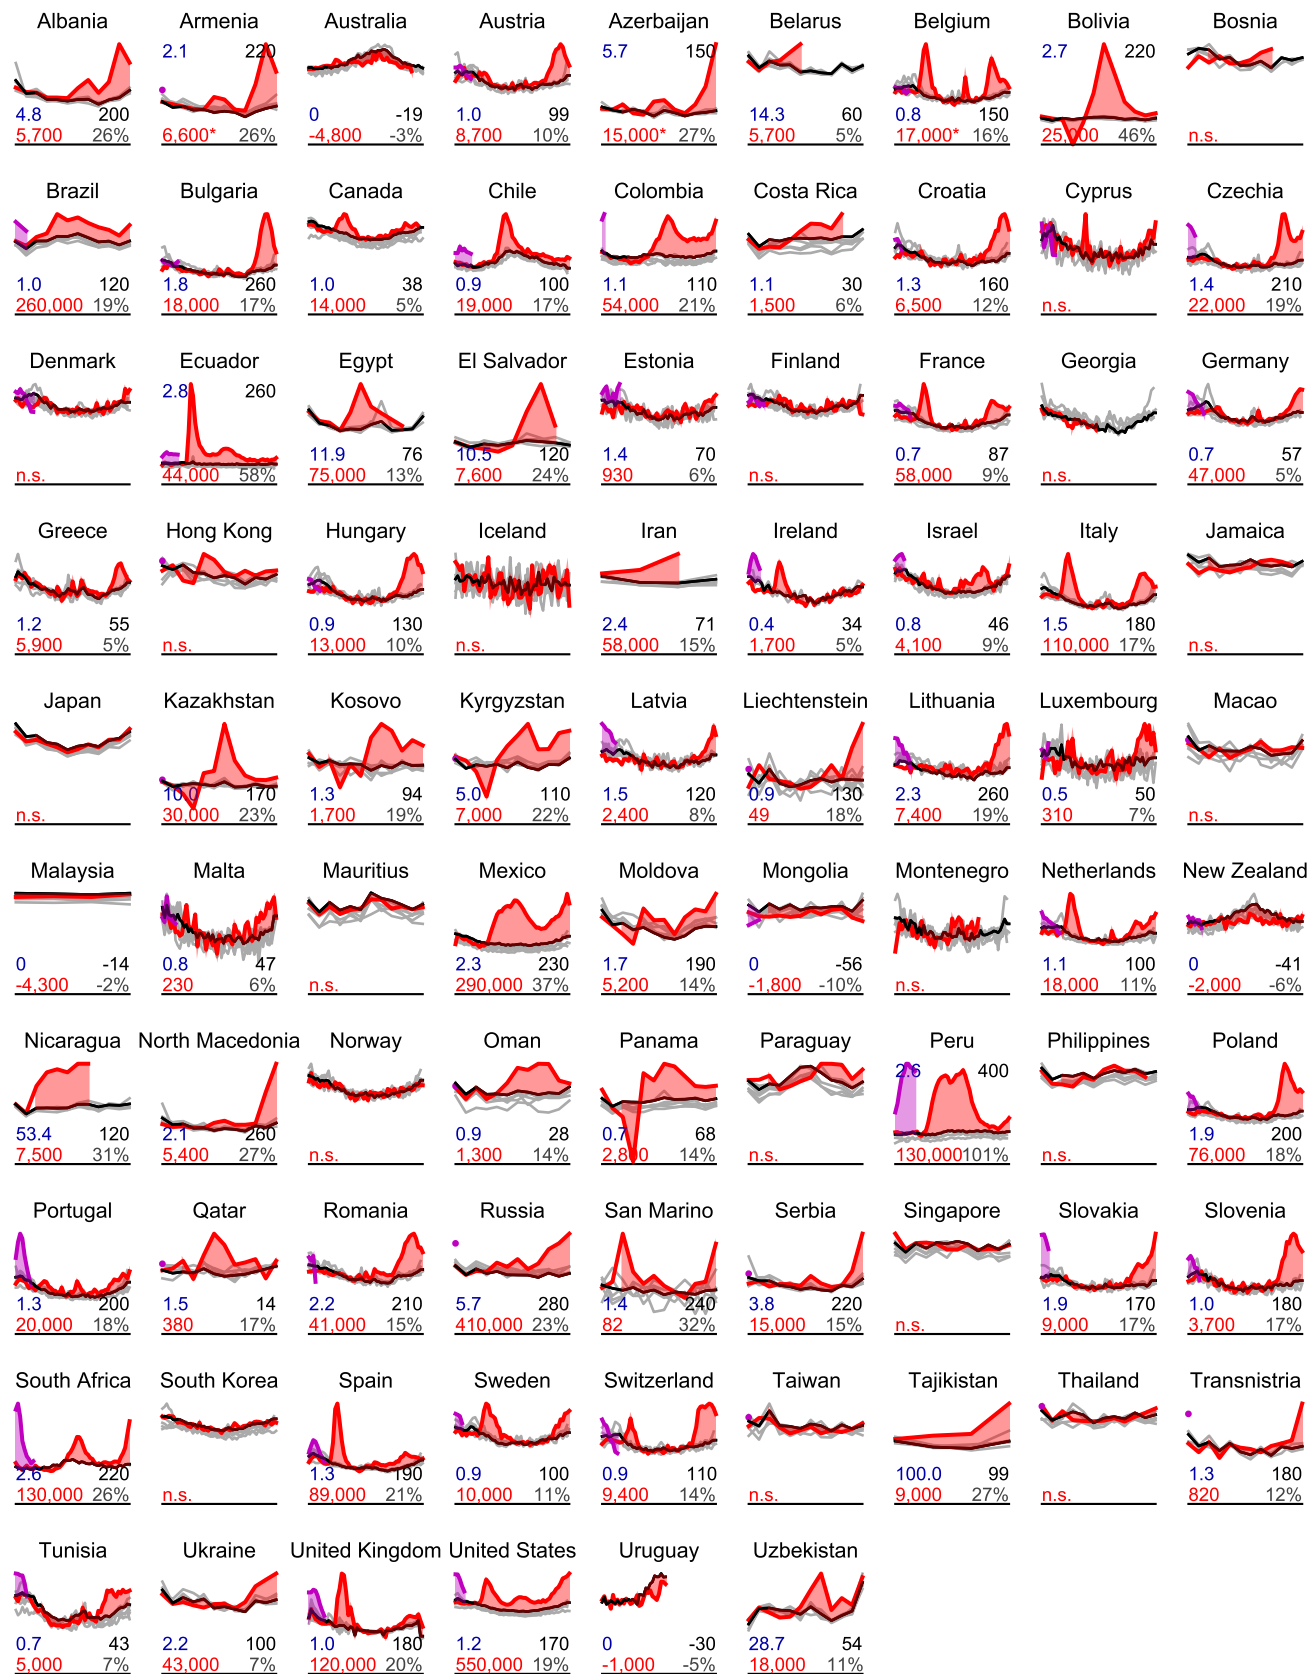 Albania Armenia Australia Austria Azerbaijan Belarus Belgium Bolivia Bosnia
2.1 220 5.7 150 2.7 220
4.8 200 0 -19 1.0 99 14.3 60 0.8 150
5,700 26% 6,600* 26% -4,800 -3% 8,700 10% 15,000* 27% 5,700 5% 17,000* 16% 25,000 46% n.s.
Brazil Bulgaria Canada Chile Colombia Costa Rica Croatia Cyprus Czechia
1.0 120 1.8 260 1.0 38 0.9 100 1.1 110 1.1 30 1.3 160 1.4 210
260,000 19% 18,000 17% 14,000 5% 19,000 17% 54,000 21% 1,500 6% 6,500 12% n.s. 22,000 19%
Denmark Ecuador Egypt El Salvador Estonia Finland France Georgia Germany
2.8 260
11.9 76 10.5 120 1.4 70 0.7 87 0.7 57
n.s. 44,000 58% 75,000 13% 7,600 24% 930 6% n.s. 58,000 9% n.s. 47,000 5%
Greece Hong Kong Hungary Iceland Iran Ireland Israel Italy Jamaica
1.2 55 0.9 130 2.4 71 0.4 34 0.8 46 1.5 180
5,900 5% n.s. 13,000 10% n.s. 58,000 15% 1,700 5% 4,100 9% 110,000 17% n.s.
Japan Kazakhstan Kosovo Kyrgyzstan Latvia Liechtenstein Lithuania Luxembourg Macao
10.0 170 1.3 94 5.0 110 1.5 120 0.9 130 2.3 260 0.5 50
n.s. 30,000 23% 1,700 19% 7,000 22% 2,400 8% 49 18% 7,400 19% 310 7% n.s.
Malaysia Malta Mauritius Mexico Moldova Mongolia Montenegro Netherlands New Zealand
0 -14 0.8 47 2.3 230 1.7 190 0 -56 1.1 100 0 -41
-4,300 -2% 230 6% n.s. 290,000 37% 5,200 14% -1,800 -10% n.s. 18,000 11% -2,000 -6%
Nicaragua North Macedonia Norway Oman Panama Paraguay Peru Philippines Poland
2.6 400
53.4 120 2.1 260 0.9 28 0.7 68 1.9 200
7,500 31% 5,400 27% n.s. 1,300 14% 2,800 14% n.s. 130,000 101% n.s. 76,000 18%
Portugal Qatar Romania Russia San Marino Serbia Singapore Slovakia Slovenia
1.3 200 1.5 14 2.2 210 5.7 280 1.4 240 3.8 220 1.9 170 1.0 180
20,000 18% 380 17% 41,000 15% 410,000 23% 82 32% 15,000 15% n.s. 9,000 17% 3,700 17%
South Africa South Korea Spain Sweden Switzerland Taiwan Tajikistan Thailand Transnistria
2.6 220 1.3 190 0.9 100 0.9 110 100.0 99 1.3 180
130,000 26% n.s. 89,000 21% 10,000 11% 9,400 14% n.s. 9,000 27% n.s. 820 12%
Tunisia Ukraine United Kingdom United States Uruguay Uzbekistan
0.7 43 2.2 100 1.0 180 1.2 170 0 -30 28.7 54
5,000 7% 43,000 7% 120,000 20% 550,000 19% -1,000 -5% 18,000 11%